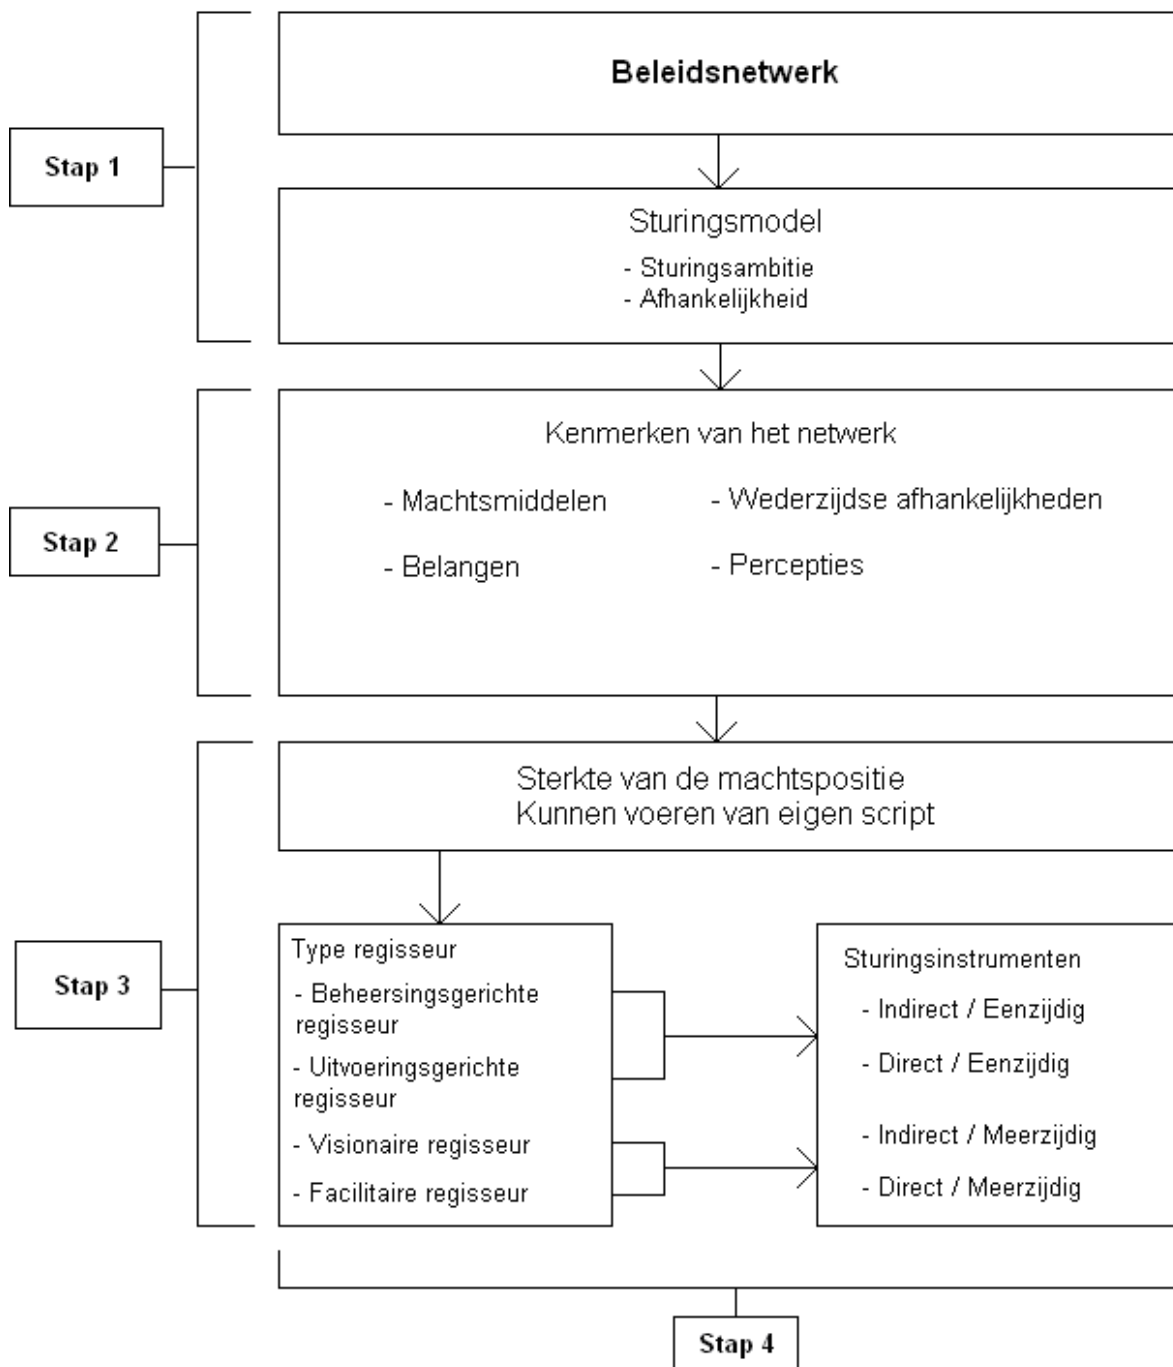 Beleidsnetwerk
Stap 1
Sturingsmodel
- Sturingsambitie
- Afhankelijkheid
Kenmerken van het netwerk
- Machtsmiddelen
- Wederzijdse afhankelijkheden
Stap 2
- Belangen
- Percepties
Sterkte van de machtspositie
Kunnen voeren van eigen script
Stap 3
Type regisseur
- Beheersingsgerichte
regisseur
- Uitvoeringsgerichte
regisseur
- Visionaire regisseur
- Facilitaire regisseur
Sturingsinstrumenten
- Indirect / Eenzijdig
- Direct / Eenzijdig
- Indirect / Meerzijdig
- Direct / Meerzijdig
Stap 4